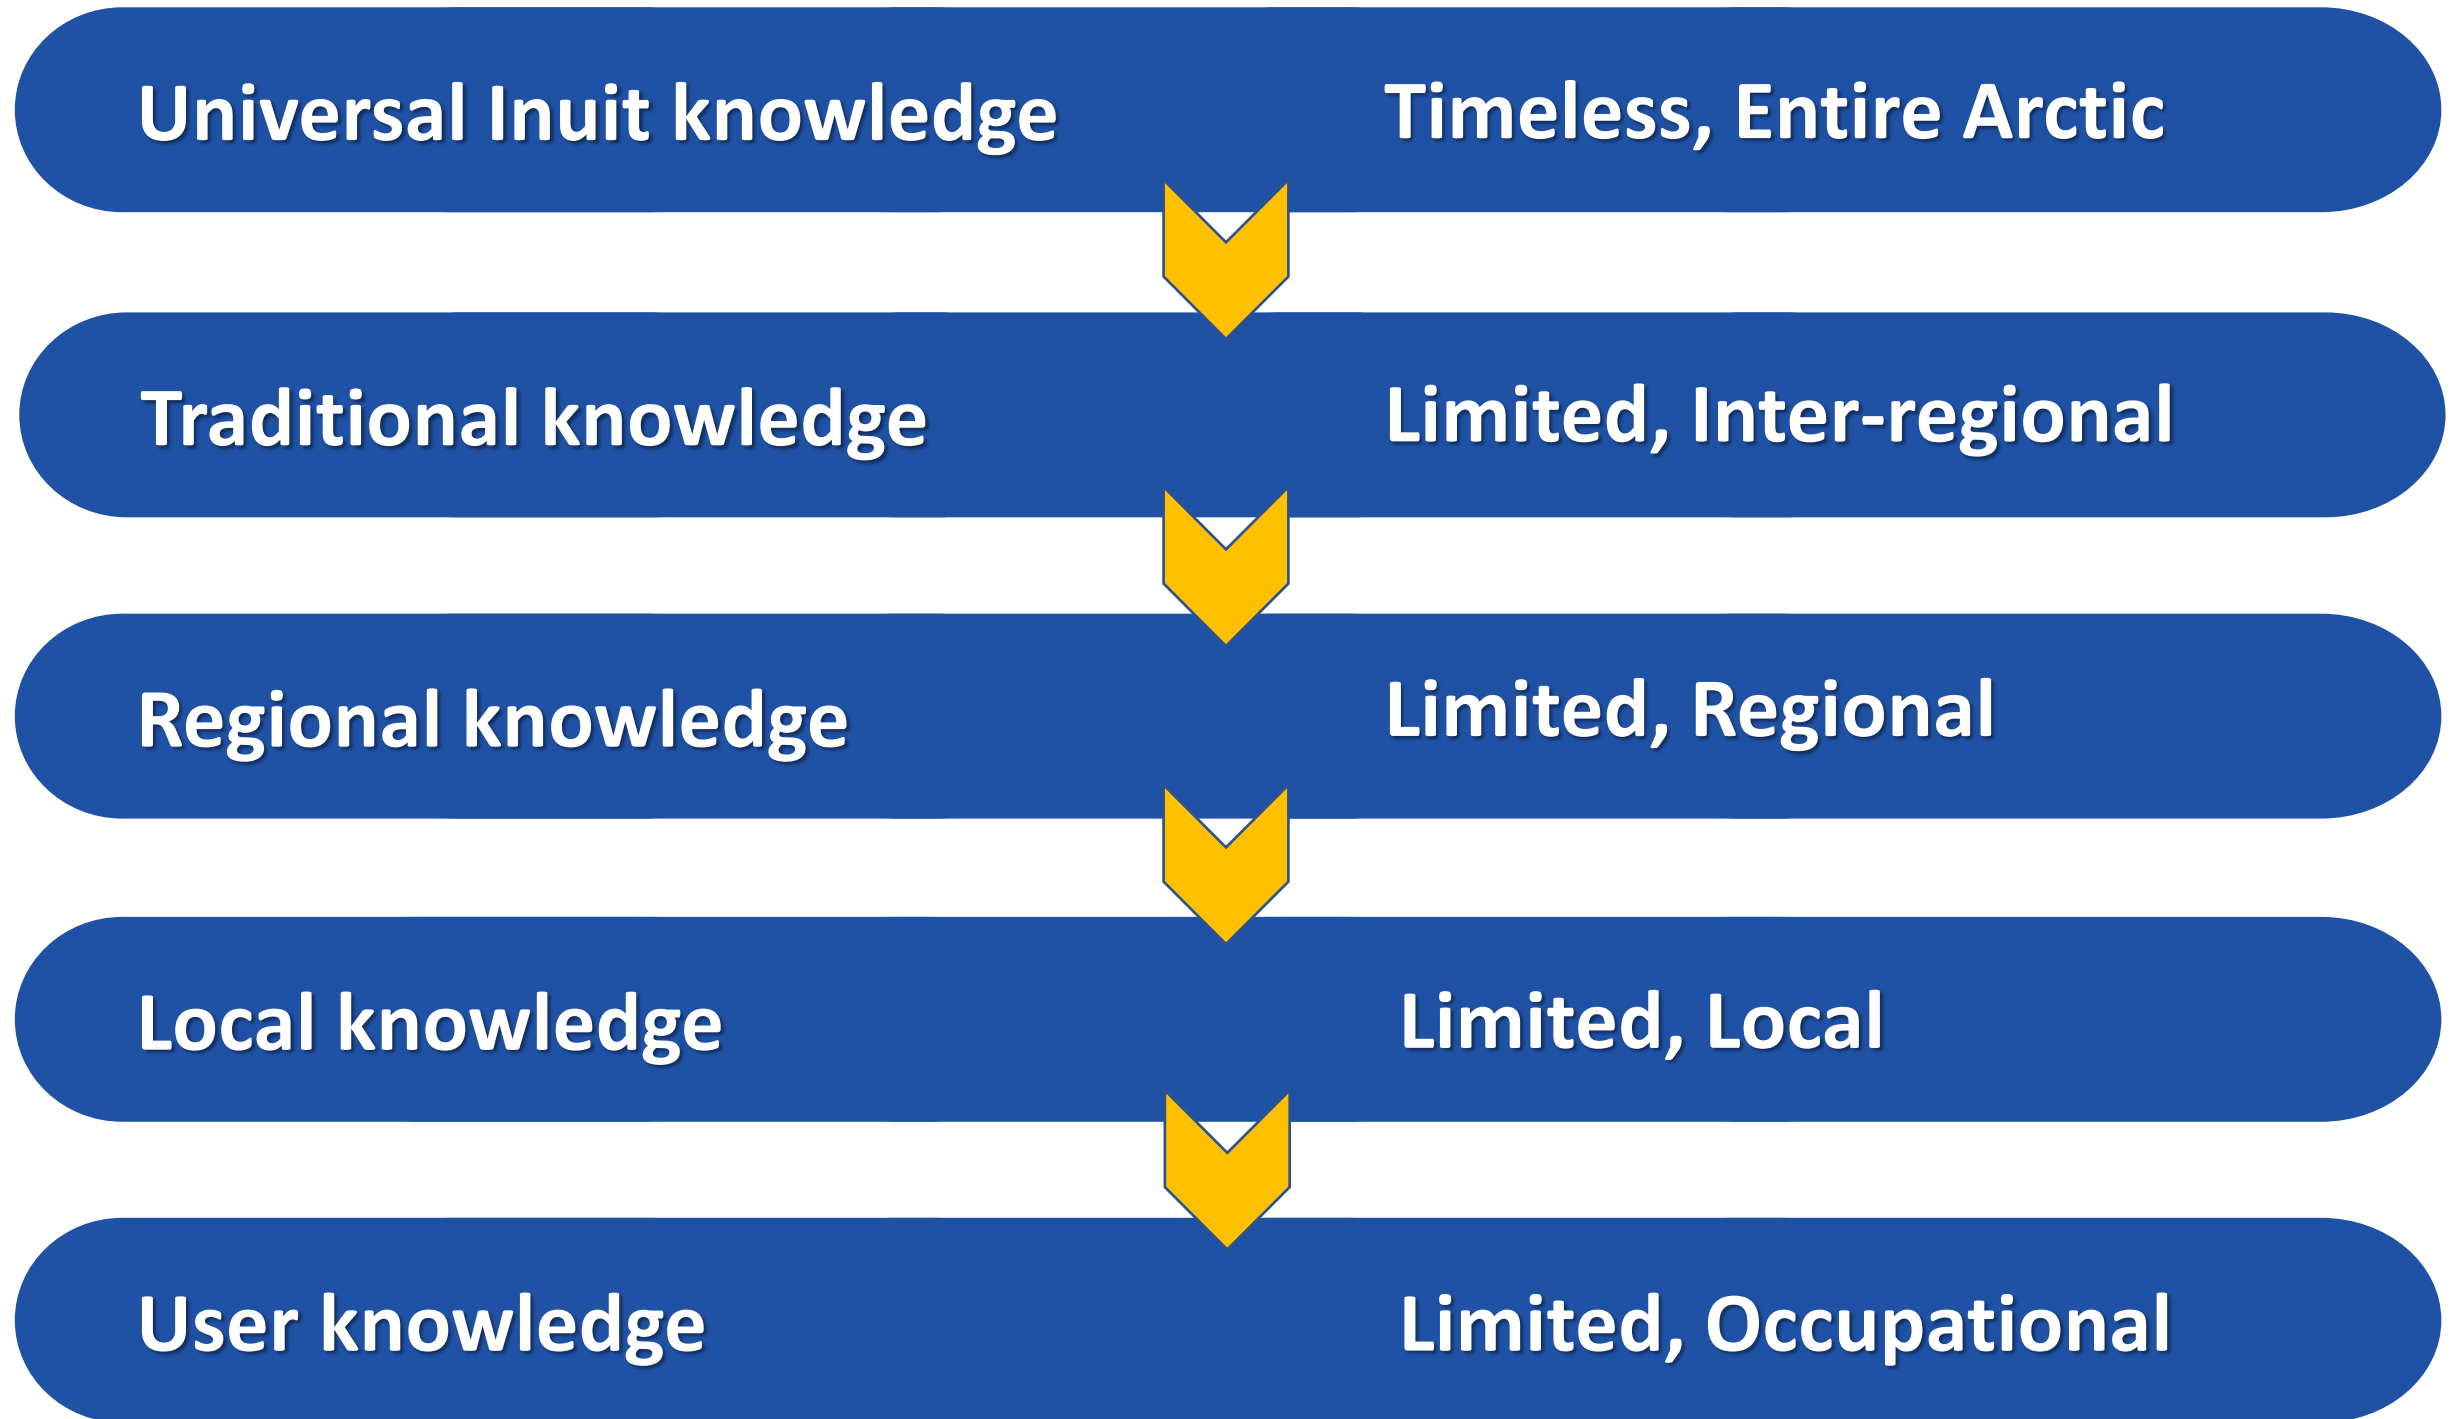 Universal Inuit knowledge
Timeless, Entire Arctic
Traditional knowledge
Limited, Inter-regional
Regional knowledge
Limited, Regional
Local knowledge
Limited, Local
User knowledge
Limited, Occupational